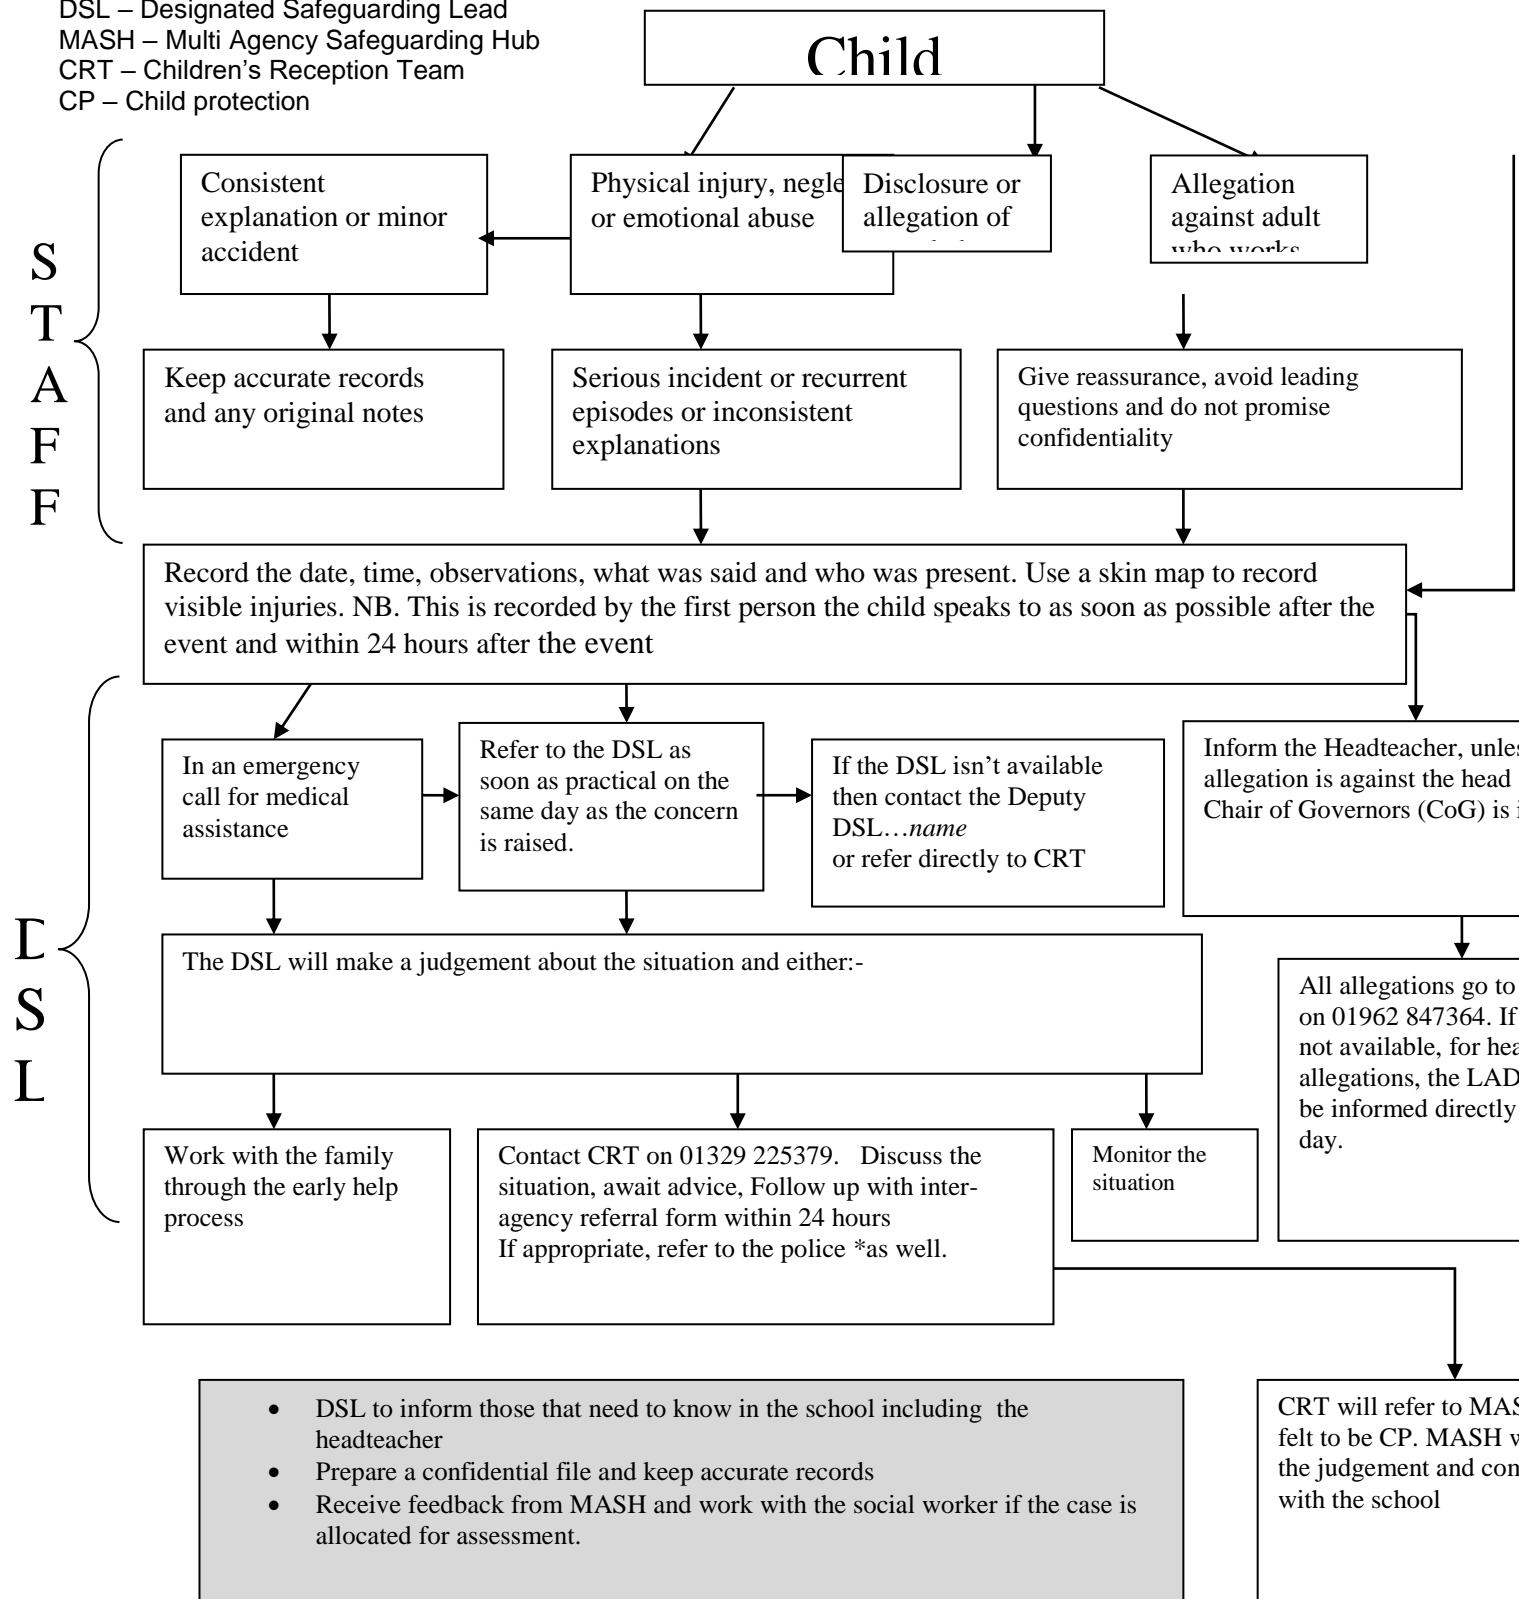 DSL – Designated Safeguarding Lead
MASH – Multi Agency Safeguarding Hub
CRT – Children's Reception Team
CP – Child protection
Child
S
T
A
F
F
Consistent
explanation or minor
accident
Physical injury, negle
or emotional abuse
Disclosure or
allegation of
Allegation
against adult
who works
Keep accurate records
and any original notes
Serious incident or recurrent
episodes or inconsistent
explanations
Give reassurance, avoid leading
questions and do not promise
confidentiality
Record the date, time, observations, what was said and who was present. Use a skin map to record
visible injuries. NB. This is recorded by the first person the child speaks to as soon as possible after the
event and within 24 hours after the event
D
S
L
In an emergency
call for medical
assistance
Refer to the DSL as
soon as practical on the
same day as the concern
is raised.
If the DSL isn't available
then contact the Deputy
DSL…name
or refer directly to CRT
Inform the Headteacher, unles
allegation is against the head
Chair of Governors (CoG) is i
The DSL will make a judgement about the situation and either:-
All allegations go to
on 01962 847364. If
not available, for hea
allegations, the LAD
be informed directly
day.
Work with the family
through the early help
process
Contact CRT on 01329 225379. Discuss the
situation, await advice, Follow up with inter-
agency referral form within 24 hours
If appropriate, refer to the police *as well.
Monitor the
situation
• DSL to inform those that need to know in the school including the
headteacher
• Prepare a confidential file and keep accurate records
• Receive feedback from MASH and work with the social worker if the case is
allocated for assessment.
CRT will refer to MAS
felt to be CP. MASH w
the judgement and com
with the school